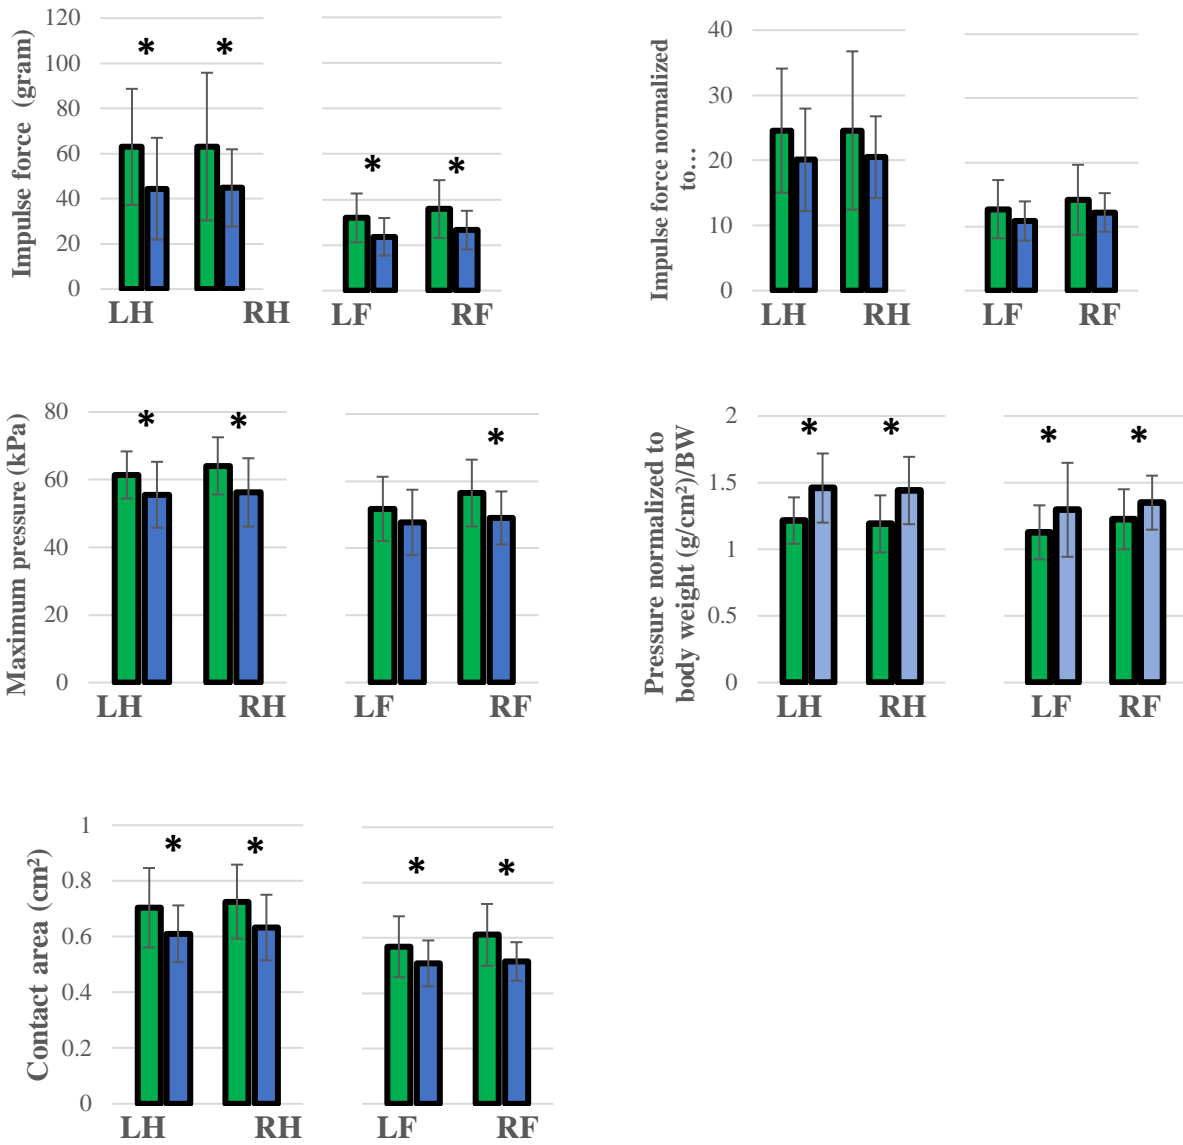 Impulse force (gram)
120
100
80
60
40
20
0
*
*
*
*
LH
RH
LF
RF
Impulse force normalized
to…
40
30
20
10
0
LH
RH
LF
RF
Maximum pressure (kPa)
80
60
40
20
0
*
*
*
LH
RH
LF
RF
Pressure normalized to
body weight (g/cm²)/BW
2
1.5
1
0.5
0
*
*
*
*
LH
RH
LF
RF
Contact area (cm²)
1
0.8
0.6
0.4
0.2
0
*
*
*
*
LH
RH
LF
RF